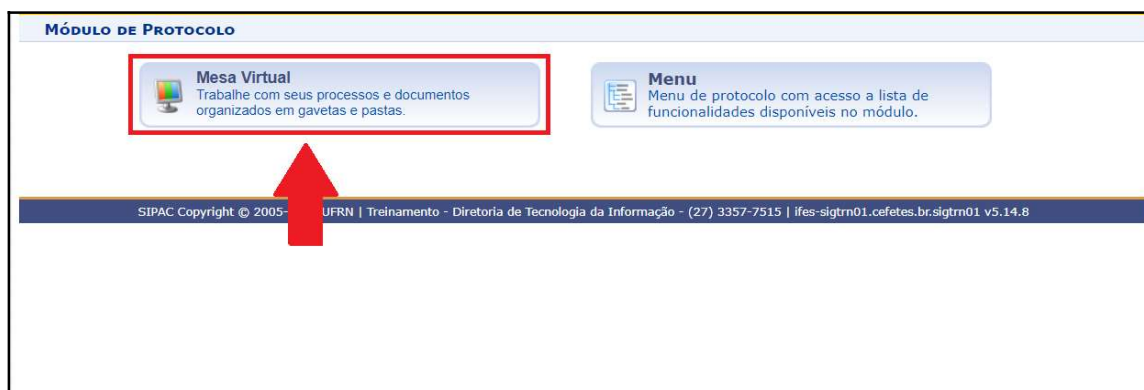 MÓDULO DE PROTOCOLO
Mesa Virtual
Trabalhe com seus processos e documentos
organizados em gavetas e pastas.
Menu
Menu de protocolo com acesso a lista de
funcionalidades disponíveis no módulo.
SIPAC Copyright © 2005- UFRN | Treinamento - Diretoria de Tecnologia da Informação - (27) 3357-7515 | ifes-sigtrn01.cefetes.br.sigtrn01 v5.14.8